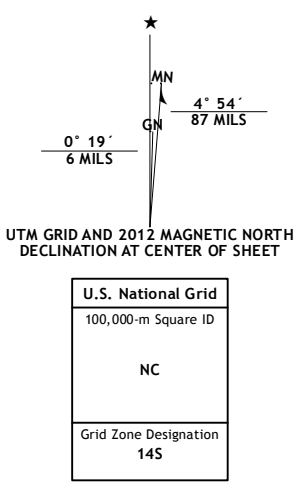 MN
4° 54´
87 MILS
GN
0° 19´
6 MILS
UTM GRID AND 2012 MAGNETIC NORTH
DECLINATION AT CENTER OF SHEET
U.S. National Grid
100,000-m Square ID
NC
Grid Zone Designation
14S